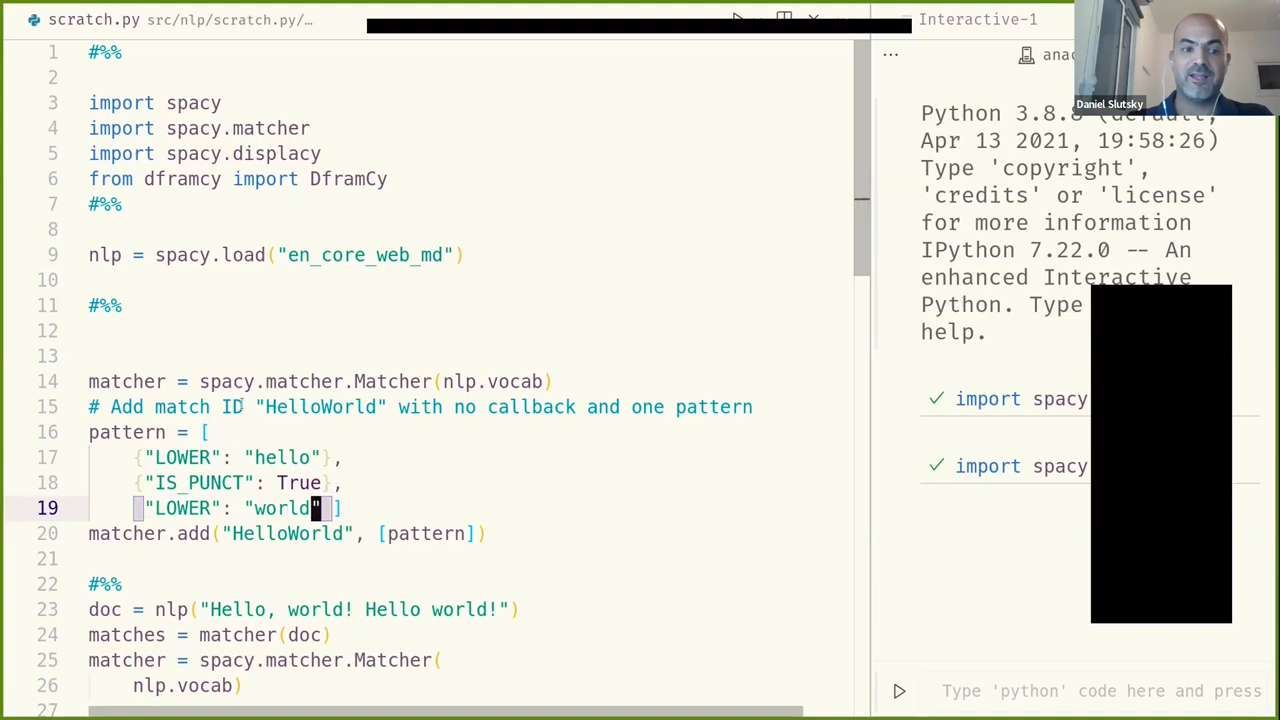 scratch.py src/nlp/scratch.py/…
1 #%%
2
3 import spacy
4 import spacy.matcher
5 import spacy.displacy
6 from dframcy import DframCy
7 #%%
8
9 nlp = spacy.load("en_core_web_md")
10
11 #%%
12
13
14 matcher = spacy.matcher.Matcher(nlp.vocab)
15 # Add match ID "HelloWorld" with no callback and one pattern
16 pattern = [
17 {"LOWER": "hello"},
18 {"IS_PUNCT": True},
19 {"LOWER": "world"}]
20 matcher.add("HelloWorld", [pattern])
21
22 #%%
23 doc = nlp("Hello, world! Hello world!")
24 matches = matcher(doc)
25 matcher = spacy.matcher.Matcher(
26 nlp.vocab)
27
Interactive-1
… anac
Daniel Slutsky
Python 3.8.8 (default,
Apr 13 2021, 19:58:26)
Type 'copyright',
'credits' or 'license'
for more information
IPython 7.22.0 -- An
enhanced Interactive
Python. Type
help.
import spacy
import spacy
Type 'python' code here and press